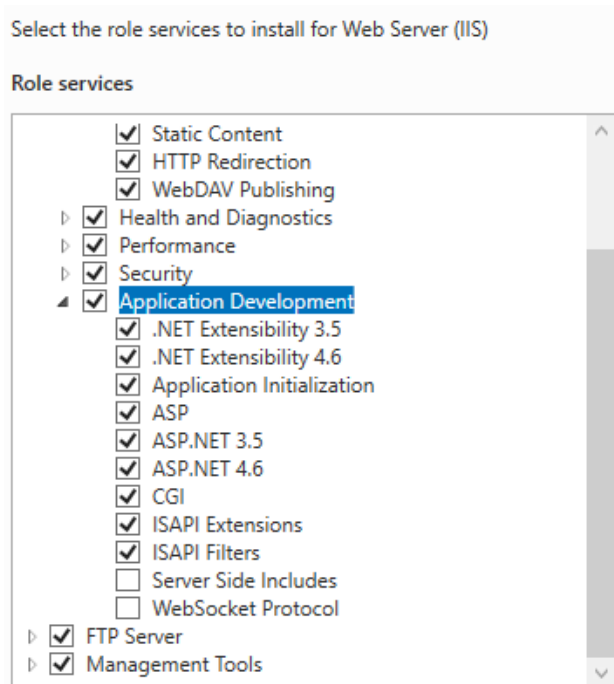 Select the role services to install for Web Server (IIS)
Role services
Static Content
HTTP Redirection
WebDAV Publishing
Health and Diagnostics
Performance
Security
Application Development
.NET Extensibility 3.5
.NET Extensibility 4.6
Application Initialization
ASP
ASP.NET 3.5
ASP.NET 4.6
CGI
ISAPI Extensions
ISAPI Filters
Server Side Includes
WebSocket Protocol
FTP Server
Management Tools